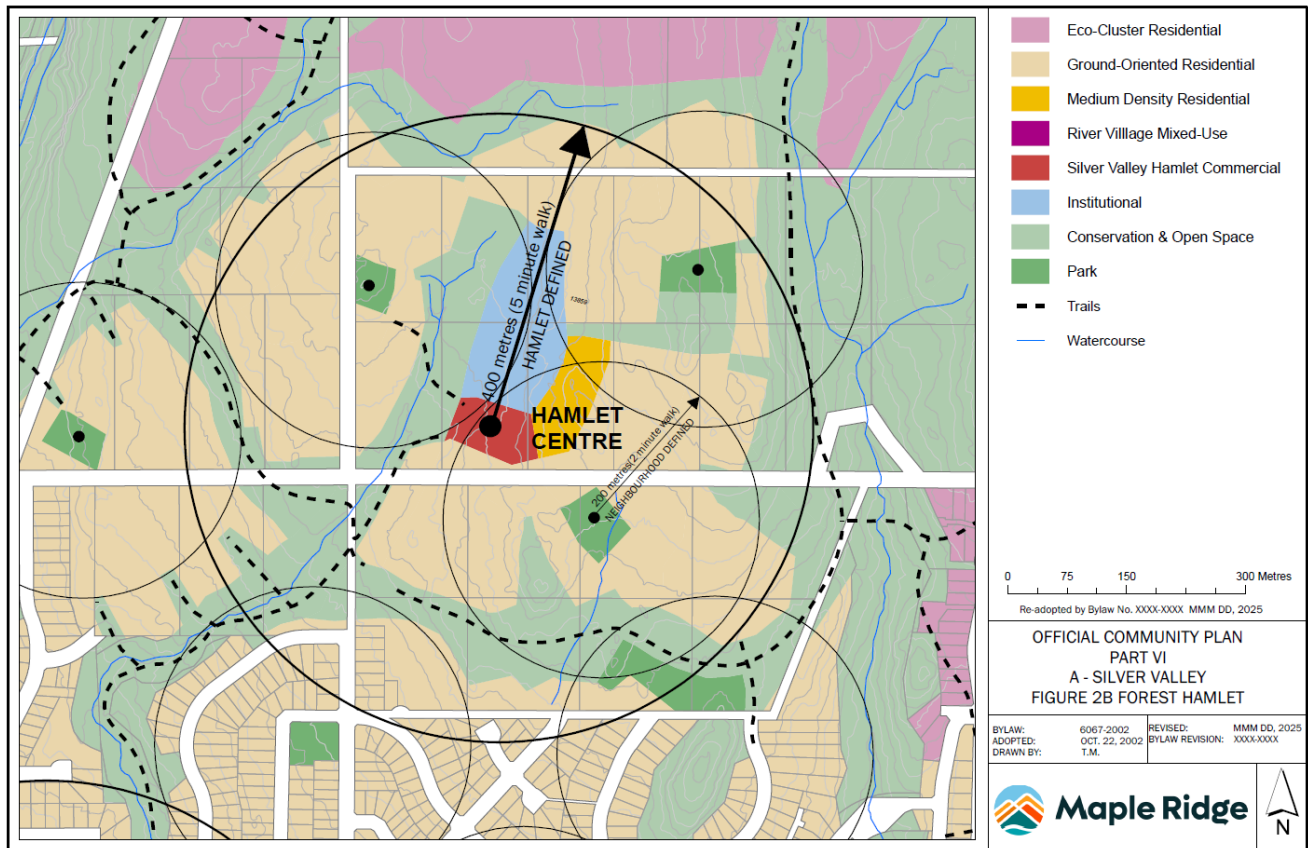 400 metres (5 minute walk)
HAMLET DEFINED
13859
HAMLET
CENTRE
200 metres(2 minute walk)
NEIGHBOURHOOD DEFINED
Eco-Cluster Residential
Ground-Oriented Residential
Medium Density Residential
River Villlage Mixed-Use
Silver Valley Hamlet Commercial
Institutional
Conservation & Open Space
Park
Trails
Watercourse
0 75 150 300 Metres
Re-adopted by Bylaw No. XXXX-XXXX MMM DD, 2025
OFFICIAL COMMUNITY PLAN
PART VI
A - SILVER VALLEY
FIGURE 2B FOREST HAMLET
BYLAW: 6067-2002 REVISED: MMM DD, 2025
ADOPTED: OCT. 22, 2002 BYLAW REVISION: XXXX-XXXX
DRAWN BY: T.M.
Maple Ridge
N